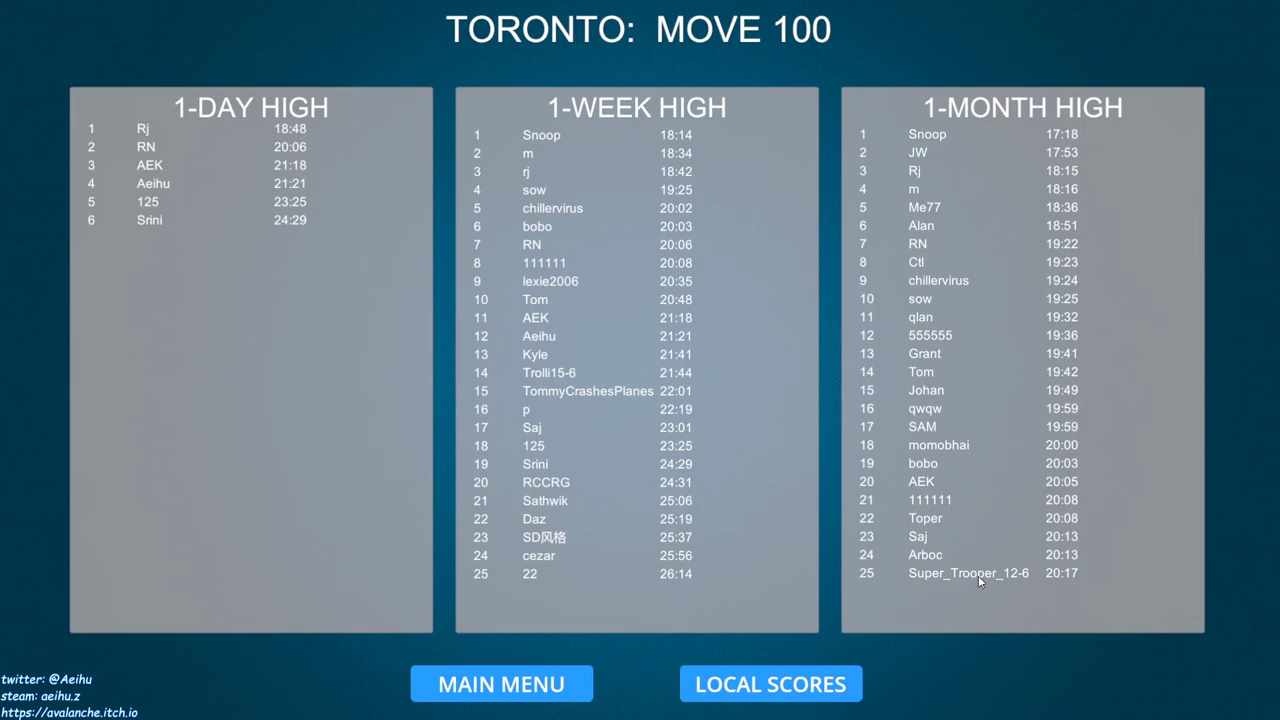 TORONTO: MOVE 100
1-DAY HIGH
1 Rj 18:48
2 RN 20:06
3 AEK 21:18
4 Aeihu 21:21
5 125 23:25
6 Srini 24:29
1-WEEK HIGH
1 Snoop 18:14
2 m 18:34
3 rj 18:42
4 sow 19:25
5 chillervirus 20:02
6 bobo 20:03
7 RN 20:06
8 111111 20:08
9 lexie2006 20:35
10 Tom 20:48
11 AEK 21:18
12 Aeihu 21:21
13 Kyle 21:41
14 Trolli15-6 21:44
15 TommyCrashesPlanes 22:01
16 p 22:19
17 Saj 23:01
18 125 23:25
19 Srini 24:29
20 RCCRG 24:31
21 Sathwik 25:06
22 Daz 25:19
23 SD风格 25:37
24 cezar 25:56
25 22 26:14
1-MONTH HIGH
1 Snoop 17:18
2 JW 17:53
3 Rj 18:15
4 m 18:16
5 Me77 18:36
6 Alan 18:51
7 RN 19:22
8 Ctl 19:23
9 chillervirus 19:24
10 sow 19:25
11 qlan 19:32
12 555555 19:36
13 Grant 19:41
14 Tom 19:42
15 Johan 19:49
16 qwqw 19:59
17 SAM 19:59
18 momobhai 20:00
19 bobo 20:03
20 AEK 20:05
21 111111 20:08
22 Toper 20:08
23 Saj 20:13
24 Arboc 20:13
25 Super_Trooper_12-6 20:17
MAIN MENU
LOCAL SCORES
twitter: @Aeihu
steam: aeihu.z
https://avalanche.itch.io